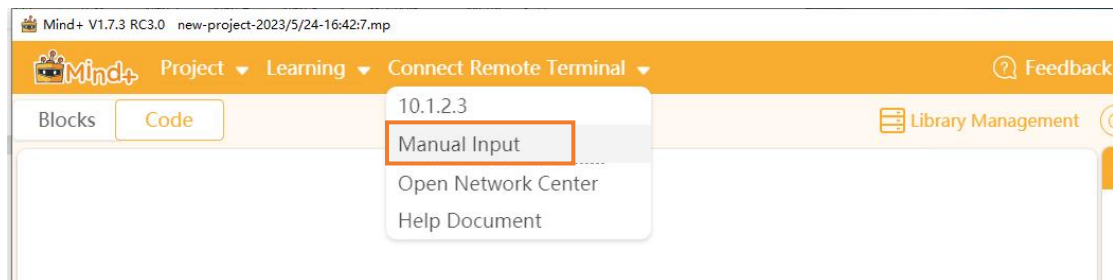 Mind+ V1.7.3 RC3.0 new-project-2023/5/24-16:42:7.mp
Mind+ Project Learning Connect Remote Terminal Feedback
Blocks Code Library Management
10.1.2.3
Manual Input
Open Network Center
Help Document